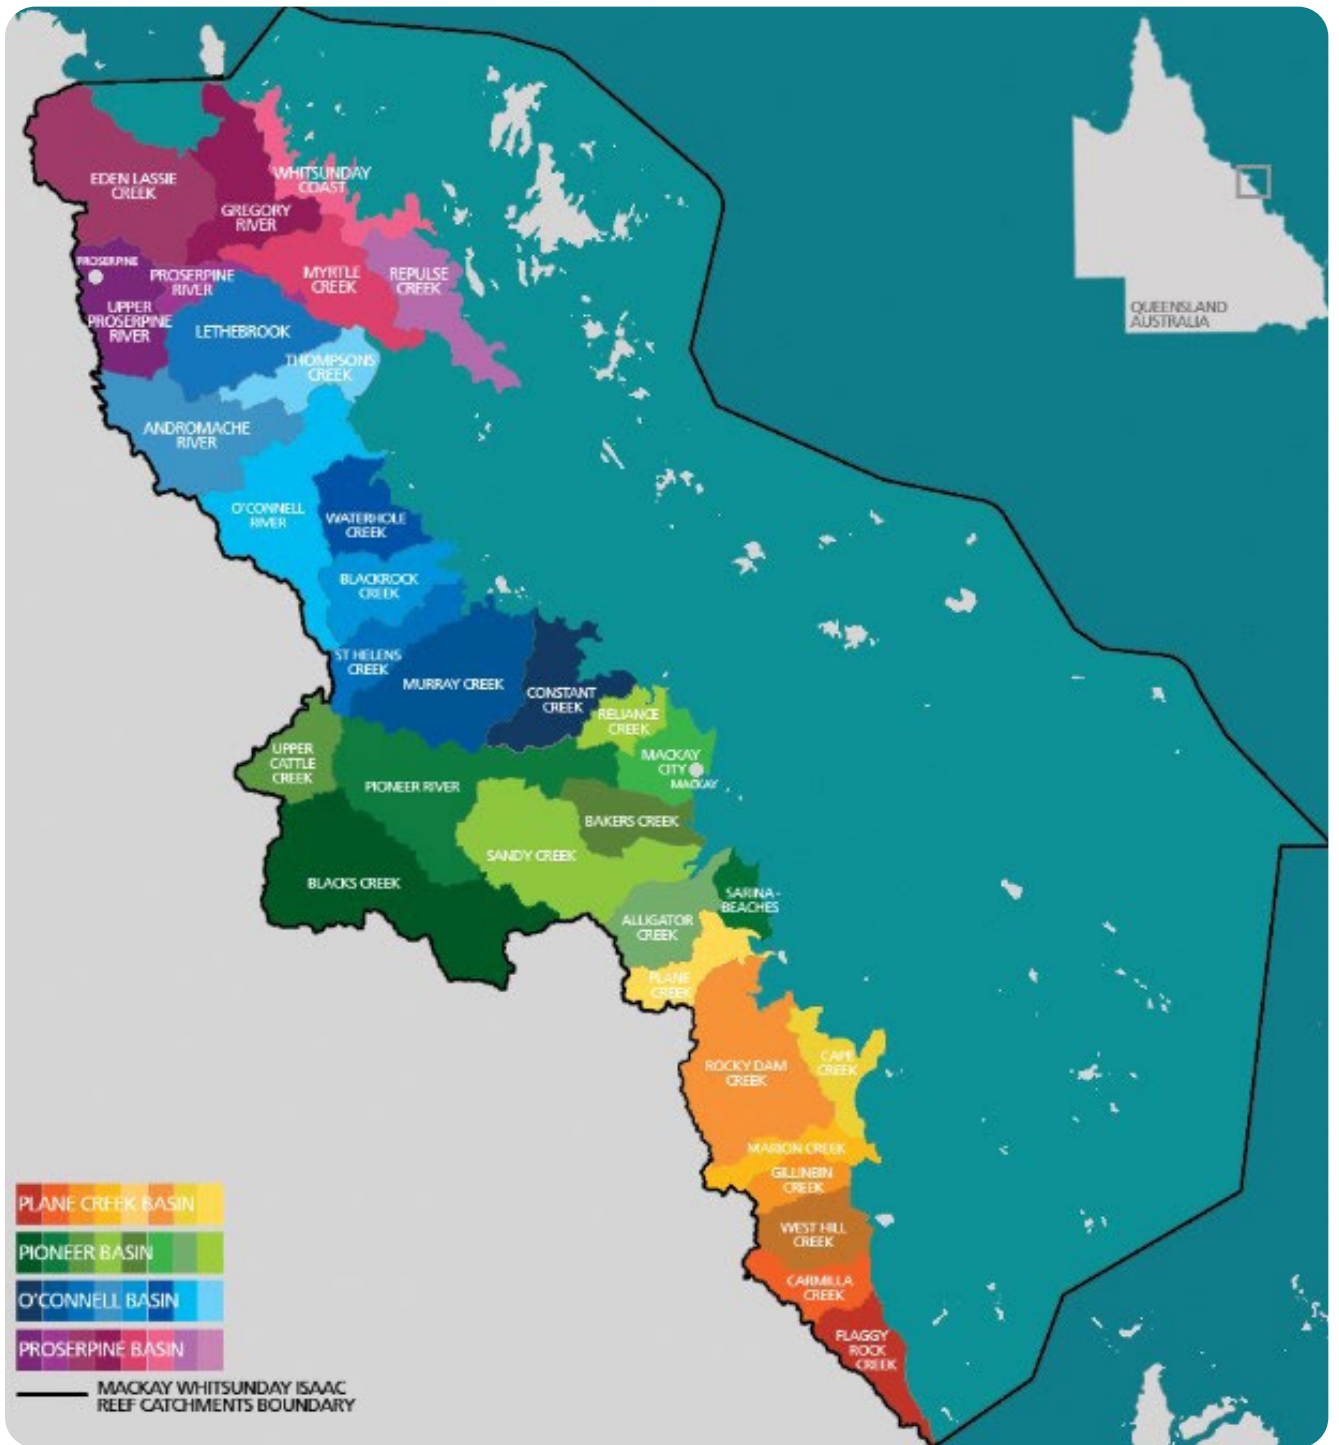 EDEN LASSIE
CREEK
WHITSUNDAY
COAST
GREGORY
RIVER
PROSERPINE
PROSERPINE
RIVER
MYRTLE
CREEK
REPULSE
CREEK
UPPER
PROSERPINE
RIVER
LETHEBROOK
THOMPSONS
CREEK
ANDROMACHE
RIVER
O'CONNELL
RIVER
WATERHOLE
CREEK
BLACKROCK
CREEK
ST HELENS
CREEK
MURRAY CREEK
CONSTANT
CREEK
RELIANCE
CREEK
UPPER
CATTLE
CREEK
PIONEER RIVER
MACKAY
CITY
MACKAY
BAKERS CREEK
SANDY CREEK
BLACKS CREEK
SARINA-
BEACHES
ALLIGATOR
CREEK
PLANE
CREEK
ROCKY DAM
CREEK
CAPE
CREEK
MARION CREEK
GILLINBIN
CREEK
WEST HILL
CREEK
CARMILLA
CREEK
FLAGGY
ROCK
CREEK
QUEENSLAND
AUSTRALIA
PLANE CREEK BASIN
PIONEER BASIN
O'CONNELL BASIN
PROSERPINE BASIN
MACKAY WHITSUNDAY ISAAC
REEF CATCHMENTS BOUNDARY